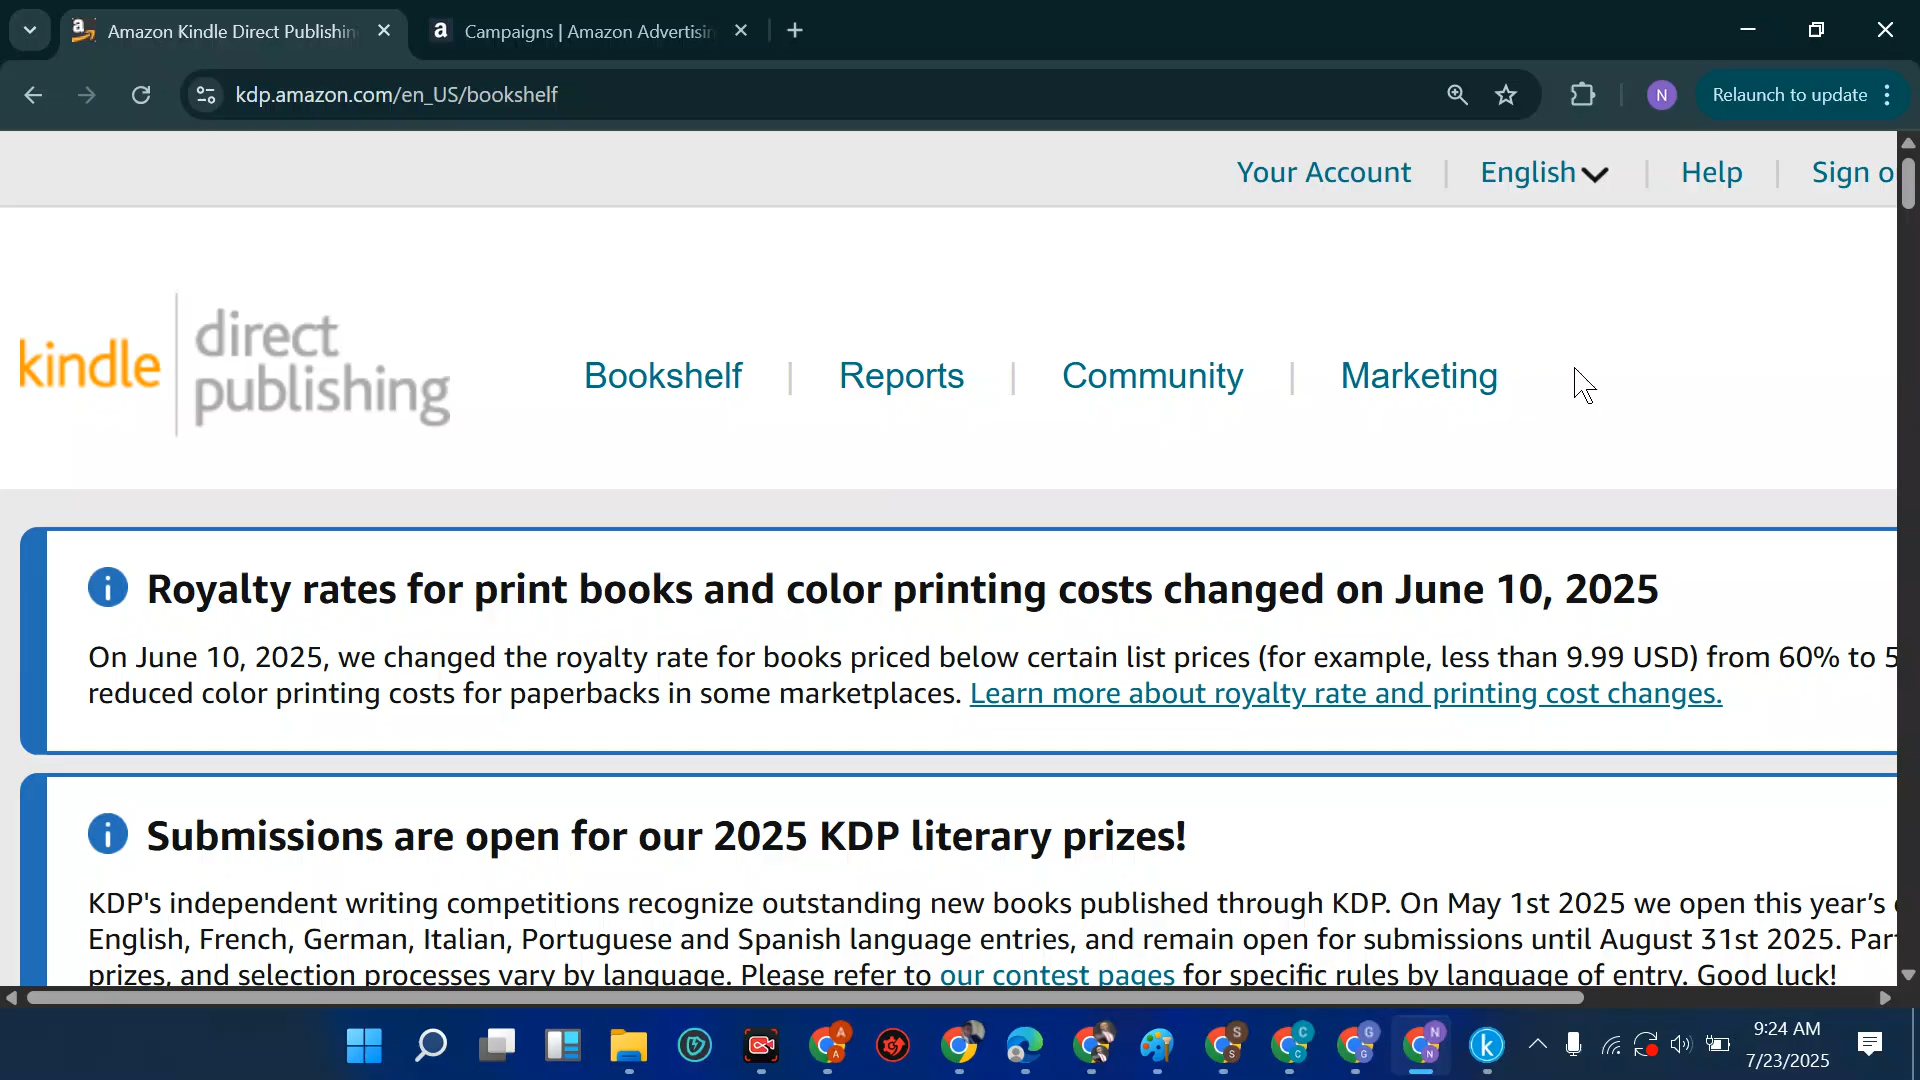 Amazon Kindle Direct Publishin
Campaigns | Amazon Advertisin
kdp.amazon.com/en_US/bookshelf
N
Relaunch to update
Your Account | English | Help | Sign o
kindle direct publishing
Bookshelf | Reports | Community | Marketing
Royalty rates for print books and color printing costs changed on June 10, 2025
On June 10, 2025, we changed the royalty rate for books priced below certain list prices (for example, less than 9.99 USD) from 60% to 5
reduced color printing costs for paperbacks in some marketplaces. Learn more about royalty rate and printing cost changes.
Submissions are open for our 2025 KDP literary prizes!
KDP's independent writing competitions recognize outstanding new books published through KDP. On May 1st 2025 we open this year's
English, French, German, Italian, Portuguese and Spanish language entries, and remain open for submissions until August 31st 2025. Par
prizes, and selection processes vary by language. Please refer to our contest pages for specific rules by language of entry. Good luck!
9:24 AM
7/23/2025